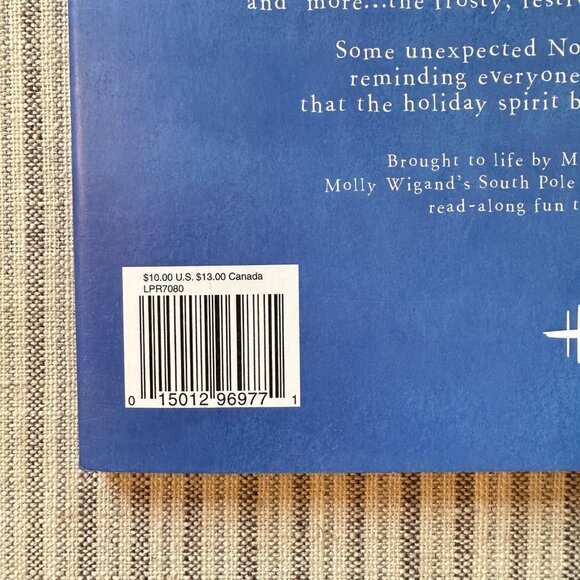 and "more...the frosty,
Some unexpected No
reminding everyone
that the holiday spirit b
Brought to life by M
Molly Wigand's South Pole
read-along fun t
$10.00 U.S. $13.00 Canada
LPR7080
0 15012 96977 1